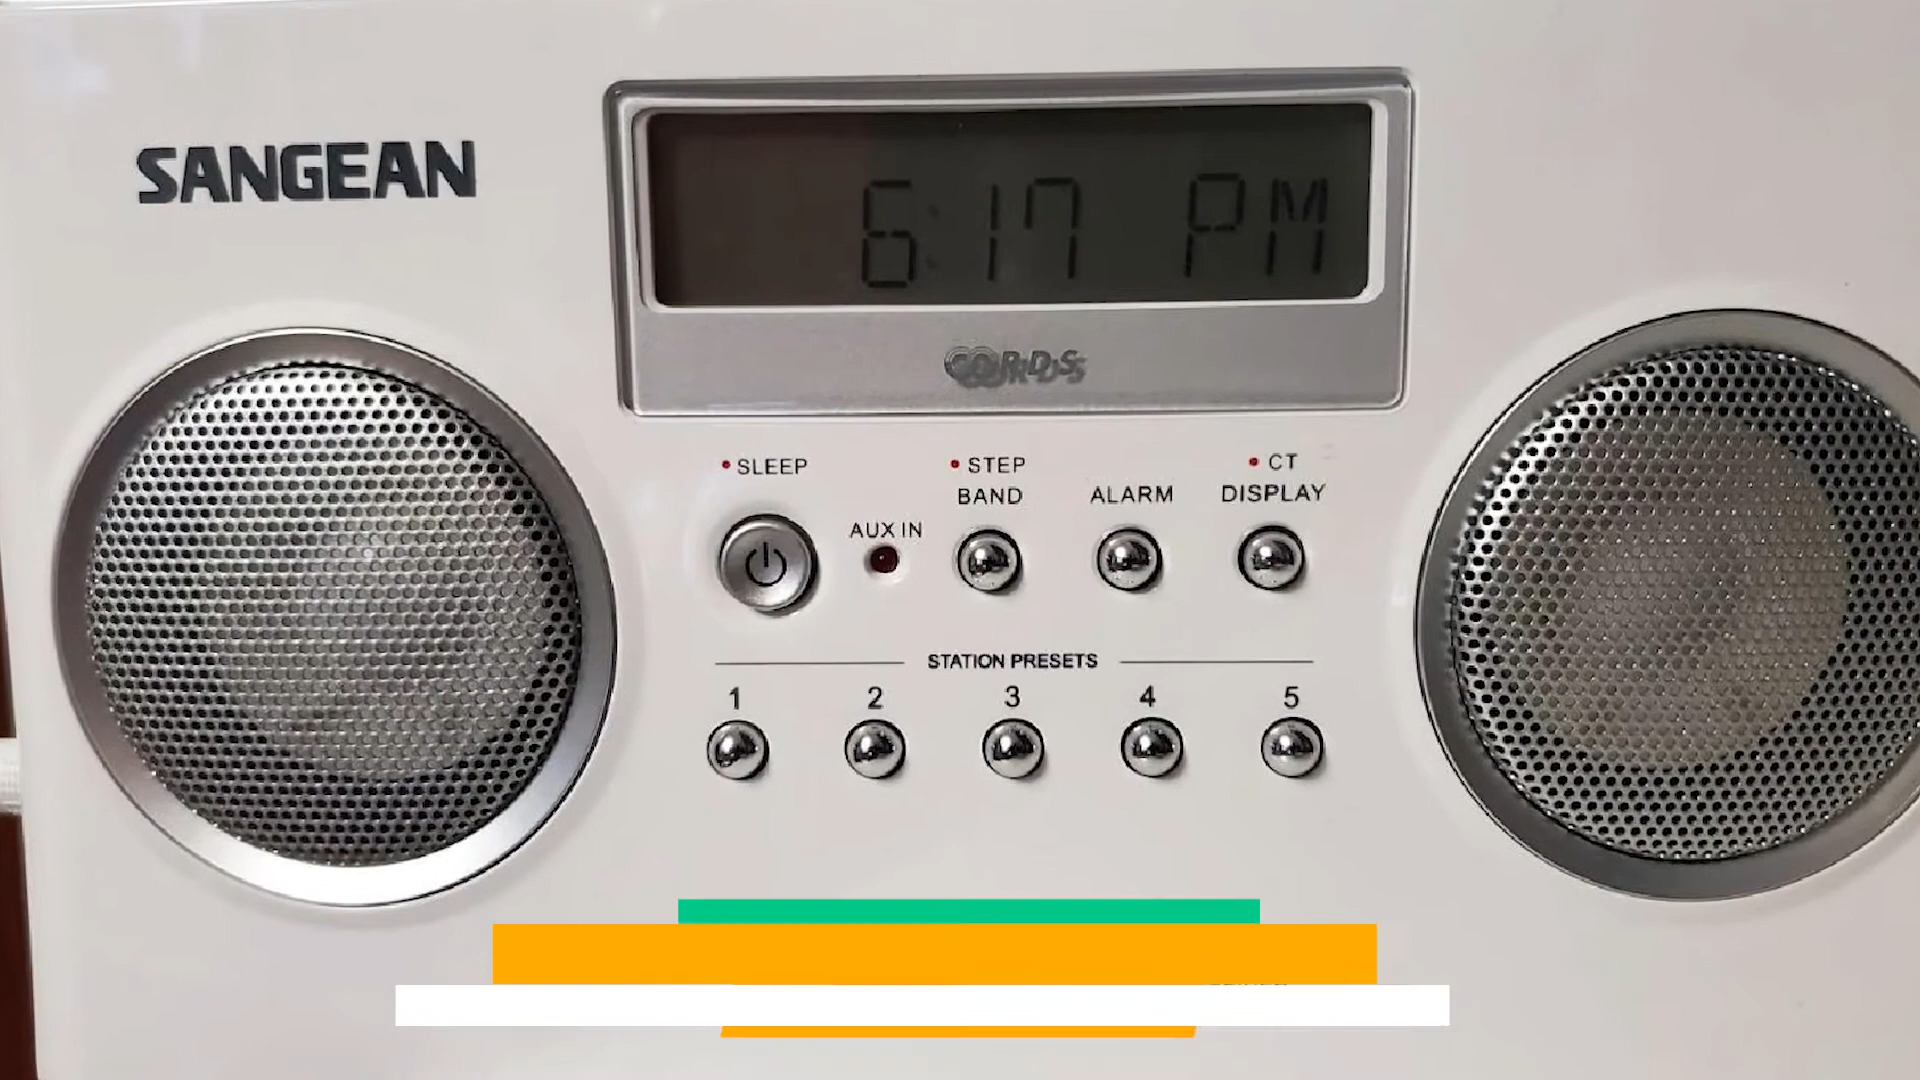 SANGEAN
6:17 PM
SLEEP
STEP
CT
BAND
ALARM
DISPLAY
AUX IN
STATION PRESETS
1 2 3 4 5